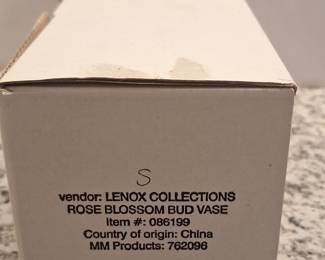 S
vendor: LENOX COLLECTIONS
ROSE BLOSSOM BUD VASE
Item #: 086199
Country of origin: China
MM Products: 762096